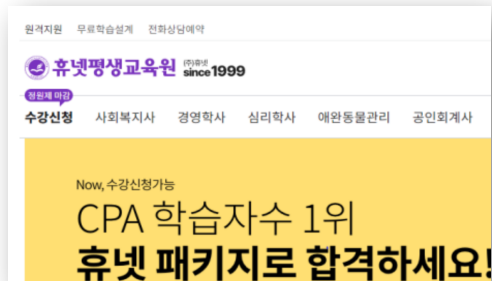 원격지원 무료학습설계 전화상담예약
휴넷평생교육원 (주)휴넷 since1999
정원제 마감
수강신청 사회복지사 경영학사 심리학사 애완동물관리 공인회계사
Now, 수강신청가능
CPA 학습자수 1위
휴넷 패키지로 합격하세요!